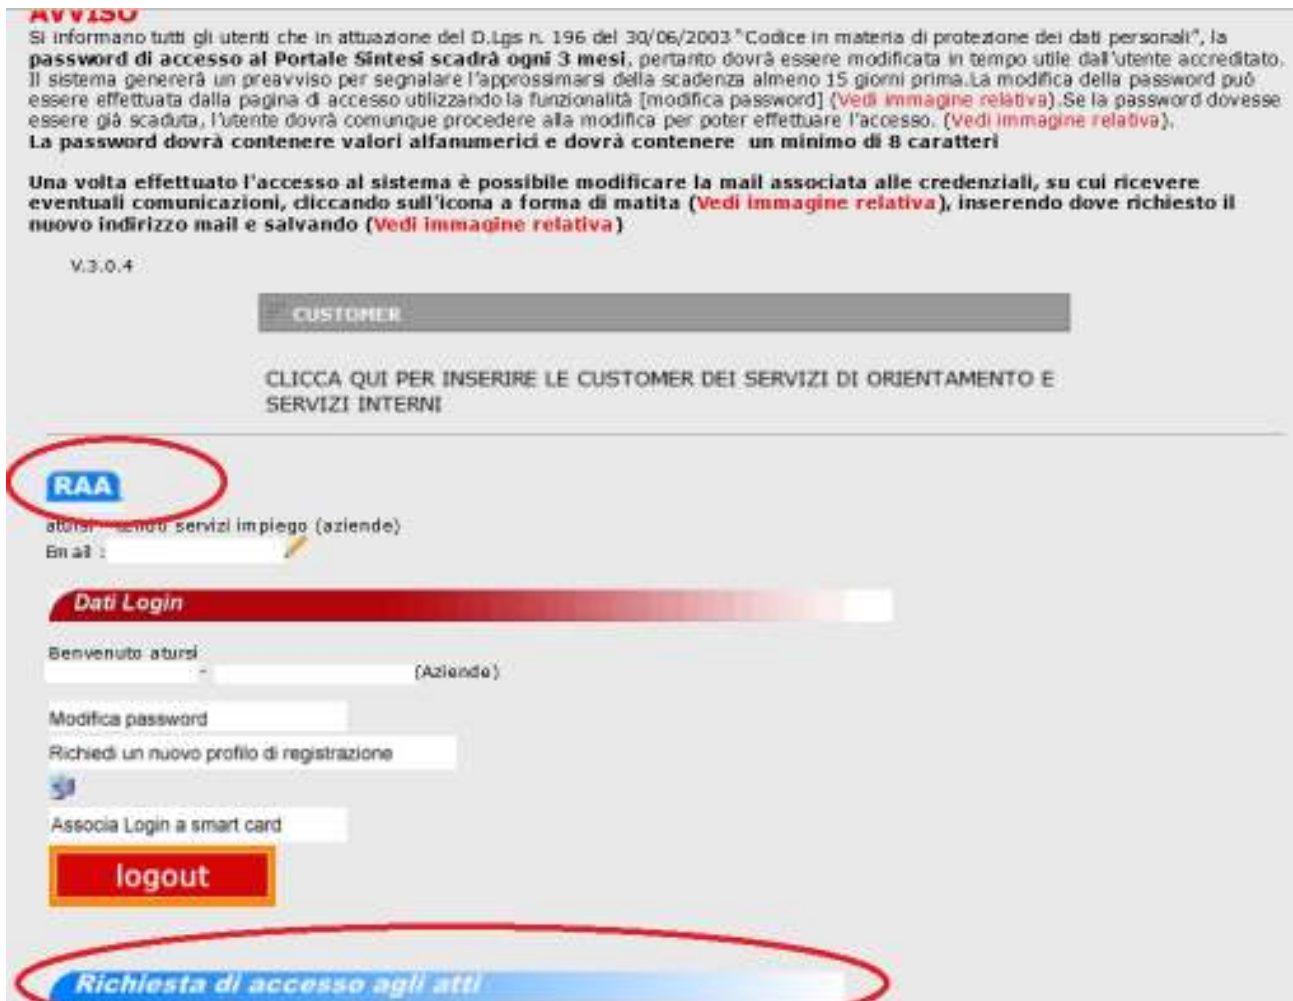 AVVISO
Si informano tutti gli utenti che in attuazione del D.Lgs n. 196 del 30/06/2003 "Codice in materia di protezione dei dati personali", la
password di accesso al Portale Sintesi scadrà ogni 3 mesi, pertanto dovrà essere modificata in tempo utile dall'utente accreditato.
Il sistema genererà un preavviso per segnalare l'approssimarsi della scadenza almeno 15 giorni prima.La modifica della password può
essere effettuata dalla pagina di accesso utilizzando la funzionalità [modifica password] (Vedi immagine relativa).Se la password dovesse
essere già scaduta, l'utente dovrà comunque procedere alla modifica per poter effettuare l'accesso. (Vedi immagine relativa).
La password dovrà contenere valori alfanumerici e dovrà contenere un minimo di 8 caratteri
Una volta effettuato l'accesso al sistema è possibile modificare la mail associata alle credenziali, su cui ricevere
eventuali comunicazioni, cliccando sull'icona a forma di matita (Vedi immagine relativa), inserendo dove richiesto il
nuovo indirizzo mail e salvando (Vedi immagine relativa)
V.3.0.4
CUSTOMER
CLICCA QUI PER INSERIRE LE CUSTOMER DEI SERVIZI DI ORIENTAMENTO E
SERVIZI INTERNI
RAA
atursi - servizi impiego (aziende)
Email :
Dati Login
Benvenuto atursi
- (Aziende)
Modifica password
Richiedi un nuovo profilo di registrazione
Associa Login a smart card
logout
Richiesta di accesso agli atti